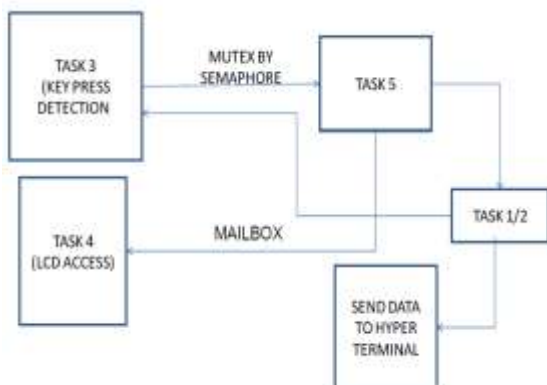 TASK 3
(KEY PRESS
DETECTION
MUTEX BY
SEMAPHORE
TASK 5
TASK 4
(LCD ACCESS)
MAILBOX
TASK 1/2
SEND DATA
TO HYPER
TERMINAL